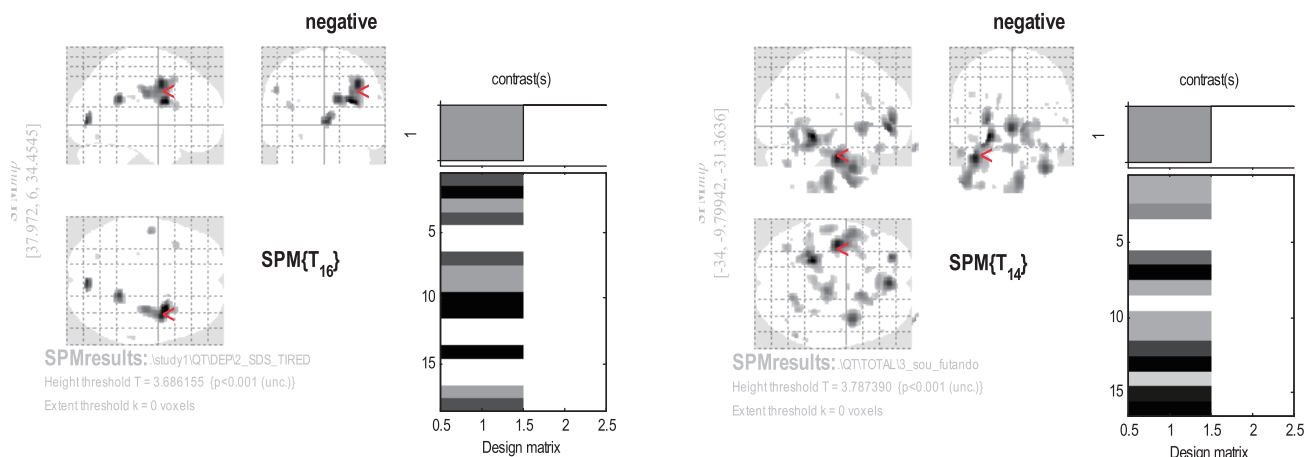 negative
contrast(s)
1
SPMmip
[37.972, 6, 34.4545]
5
10
15
SPM{T16}
SPMresults: .\study1\QT\DEP\2_SDS_TIRED
Height threshold T = 3.686155 {p<0.001 (unc.)}
Extent threshold k = 0 voxels
0.5 1 1.5 2 2.5
Design matrix
negative
contrast(s)
1
SPMmip
[-34, -9.79942, -31.3636]
5
10
15
SPM{T14}
SPMresults: .\QT\TOTAL\3_sou_futando
Height threshold T = 3.787390 {p<0.001 (unc.)}
Extent threshold k = 0 voxels
0.5 1 1.5 2 2.5
Design matrix